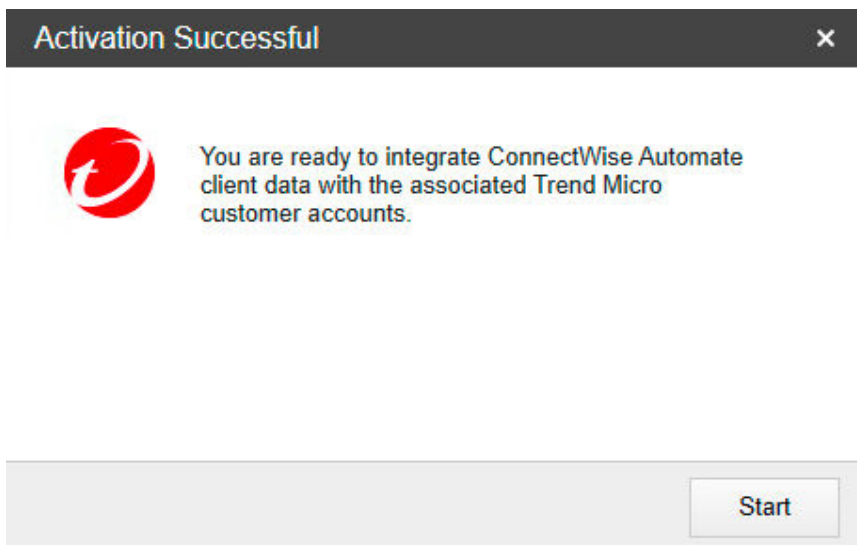 Activation Successful
You are ready to integrate ConnectWise Automate
client data with the associated Trend Micro
customer accounts.
Start